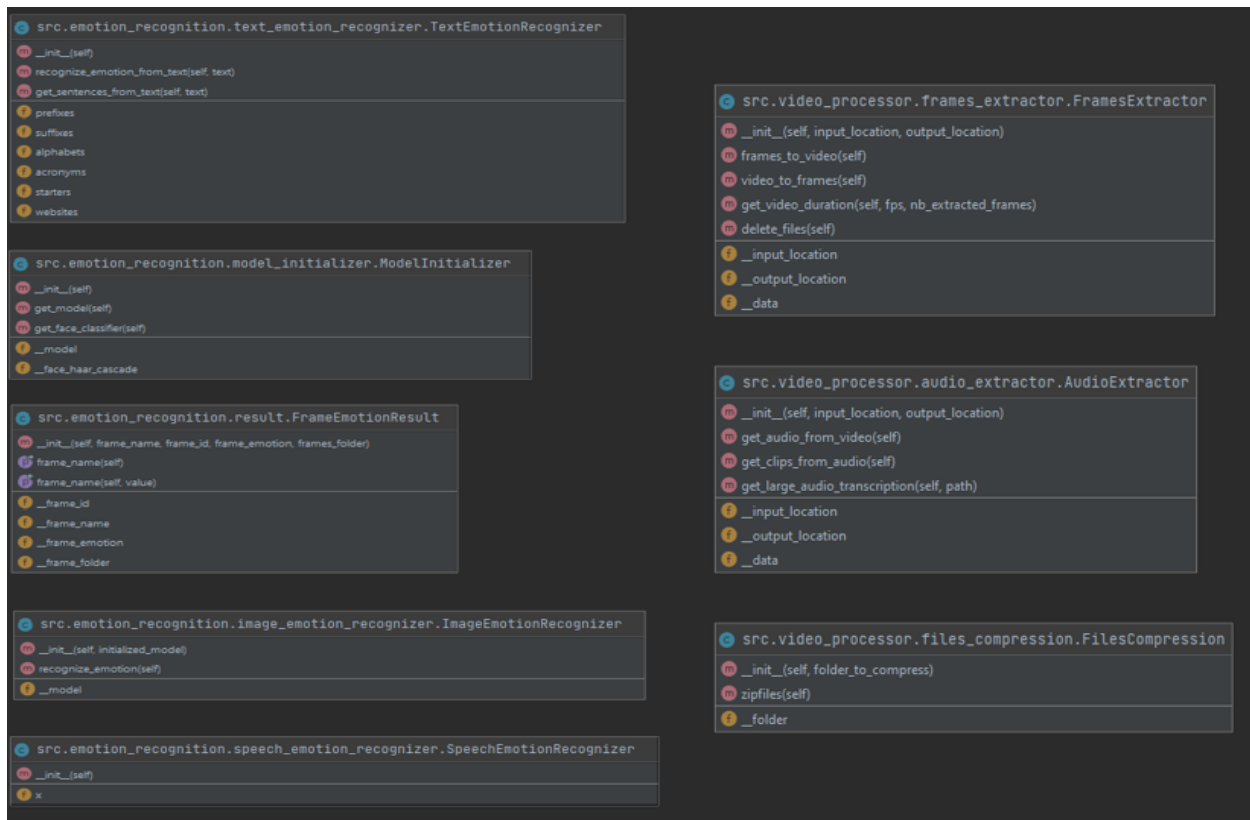 src.emotion_recognition.text_emotion_recognizer.TextEmotionRecognizer
__init__(self)
recognize_emotion_from_text(self, text)
get_sentences_from_text(self, text)
prefixes
suffixes
alphabets
acronyms
starters
websites
src.emotion_recognition.model_initializer.ModelInitializer
__init__(self)
get_model(self)
get_face_classifier(self)
__model
__face_haar_cascade
src.emotion_recognition.result.FrameEmotionResult
__init__(self, frame_name, frame_id, frame_emotion, frames_folder)
frame_name(self)
frame_name(self, value)
__frame_id
__frame_name
__frame_emotion
__frame_folder
src.emotion_recognition.image_emotion_recognizer.ImageEmotionRecognizer
__init__(self, initialized_model)
recognize_emotion(self)
__model
src.emotion_recognition.speech_emotion_recognizer.SpeechEmotionRecognizer
__init__(self)
x
src.video_processor.frames_extractor.FramesExtractor
__init__(self, input_location, output_location)
frames_to_video(self)
video_to_frames(self)
get_video_duration(self, fps, nb_extracted_frames)
delete_files(self)
__input_location
__output_location
__data
src.video_processor.audio_extractor.AudioExtractor
__init__(self, input_location, output_location)
get_audio_from_video(self)
get_clips_from_audio(self)
get_large_audio_transcription(self, path)
__input_location
__output_location
__data
src.video_processor.files_compression.FilesCompression
__init__(self, folder_to_compress)
zipfiles(self)
__folder